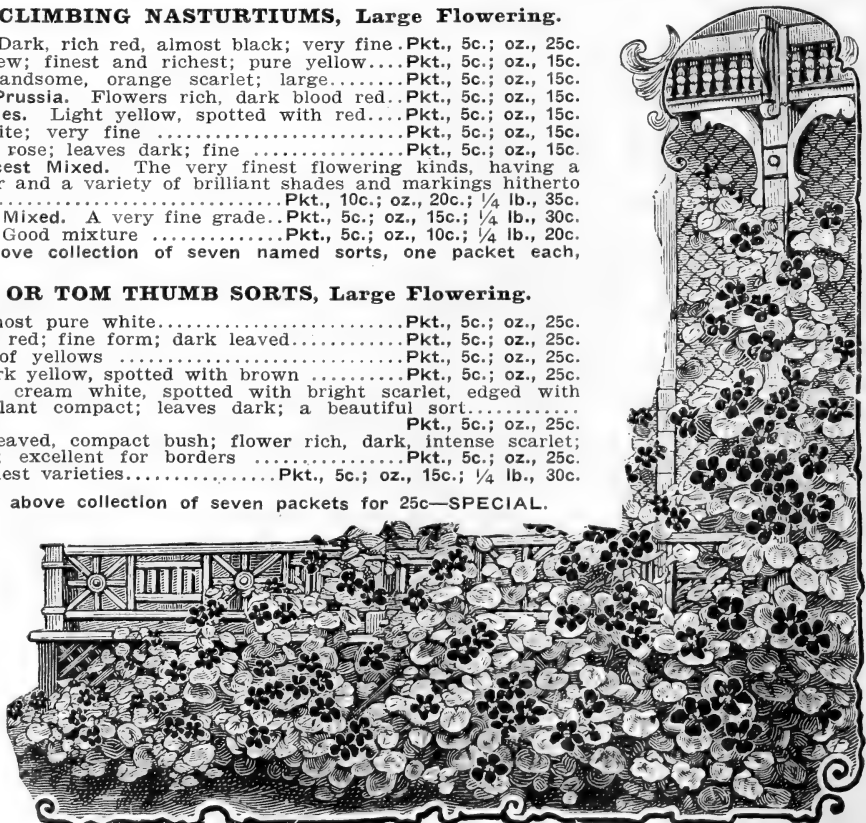 CLIMBING NASTURTIUMS, Large Flowering.
Dark, rich red, almost black; very fine.Pkt., 5c.; oz., 25c.
ew; finest and richest; pure yellow....Pkt., 5c.; oz., 15c.
andsome, orange scarlet; large........Pkt., 5c.; oz., 15c.
Prussia. Flowers rich, dark blood red..Pkt., 5c.; oz., 15c.
es. Light yellow, spotted with red....Pkt., 5c.; oz., 15c.
ite; very fine ..................Pkt., 5c.; oz., 15c.
rose; leaves dark; fine ................Pkt., 5c.; oz., 15c.
est Mixed. The very finest flowering kinds, having a
r and a variety of brilliant shades and markings hitherto
..............................Pkt., 10c.; oz., 20c.; ¼ lb., 35c.
Mixed. A very fine grade..Pkt., 5c.; oz., 15c.; ¼ lb., 30c.
Good mixture ..............Pkt., 5c.; oz., 10c.; ¼ lb., 20c.
ove collection of seven named sorts, one packet each,
OR TOM THUMB SORTS, Large Flowering.
nost pure white..........................Pkt., 5c.; oz., 25c.
red; fine form; dark leaved............Pkt., 5c.; oz., 25c.
of yellows ..............................Pkt., 5c.; oz., 25c.
rk yellow, spotted with brown ..........Pkt., 5c.; oz., 25c.
cream white, spotted with bright scarlet, edged with
lant compact; leaves dark; a beautiful sort............
Pkt., 5c.; oz., 25c.
eaved, compact bush; flower rich, dark, intense scarlet;
excellent for borders ................Pkt., 5c.; oz., 25c.
est varieties................Pkt., 5c.; oz., 15c.; ¼ lb., 30c.
above collection of seven packets for 25c—SPECIAL.